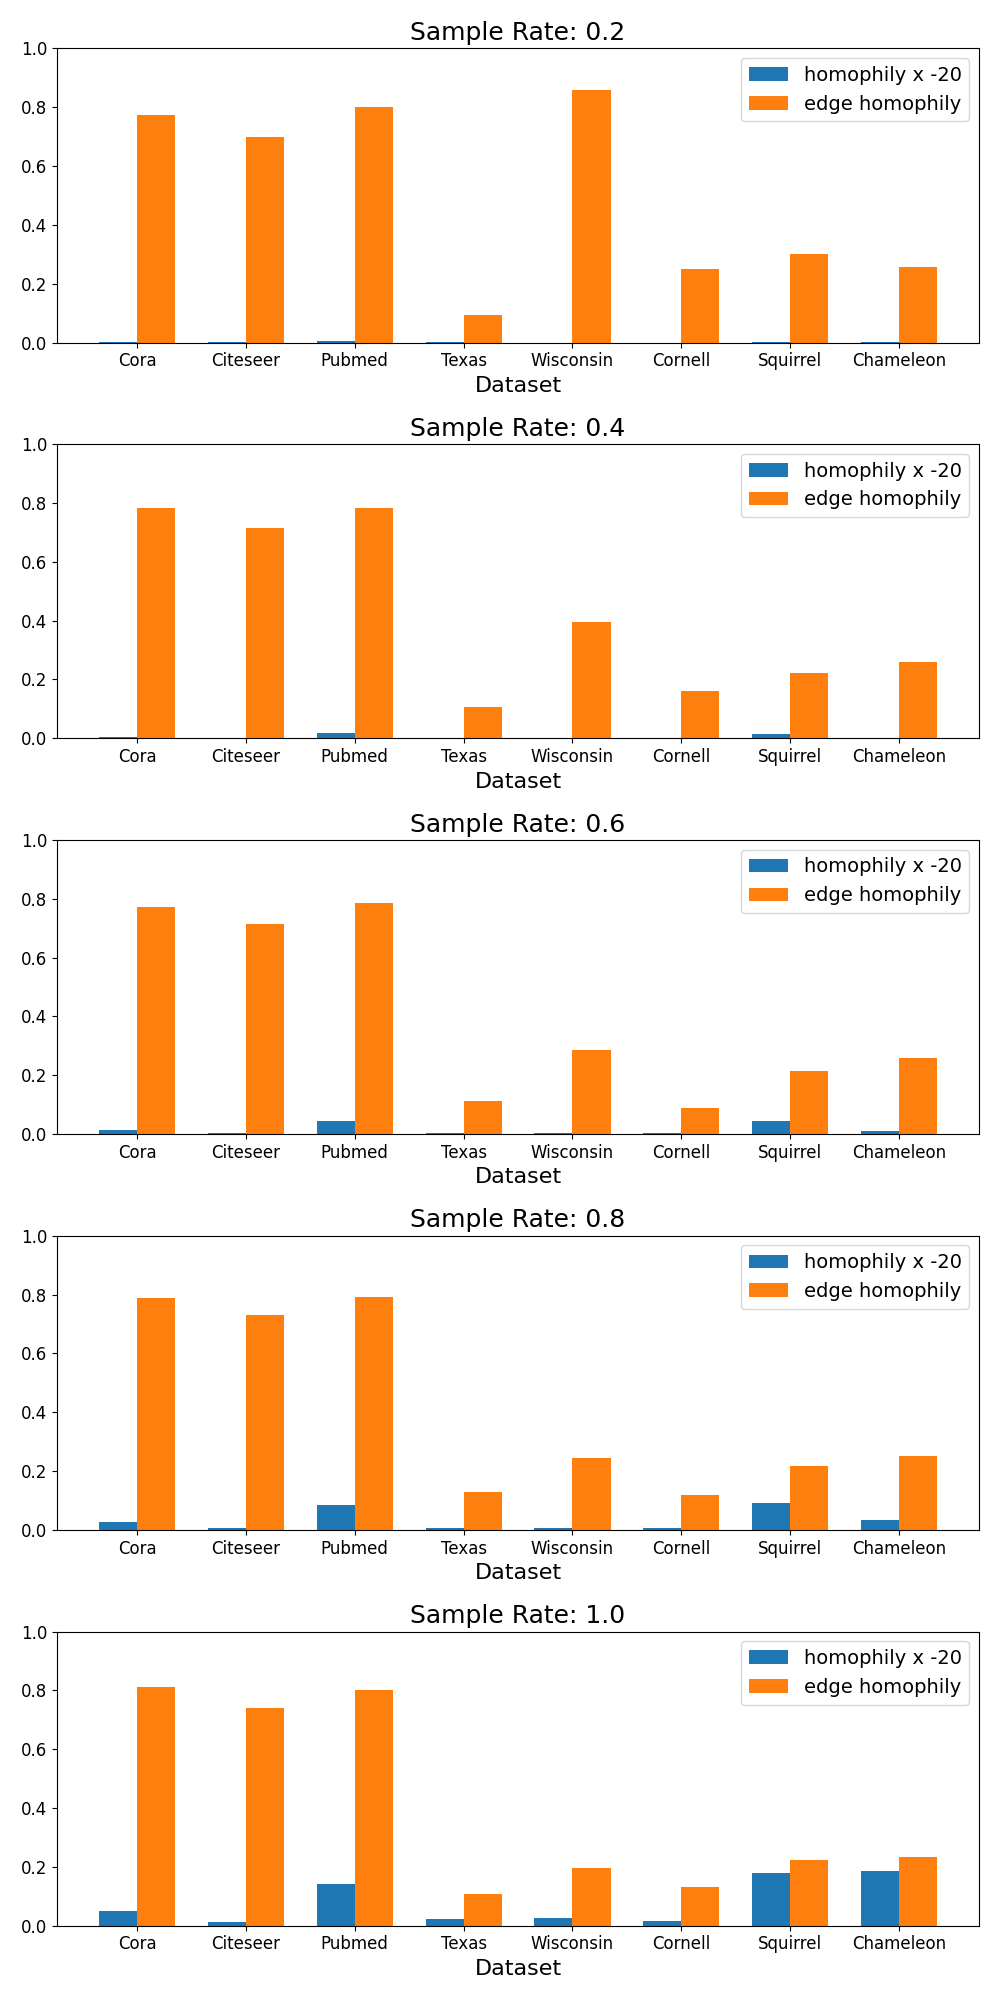 Sample Rate: 0.2
1.0
0.8
0.6
0.4
0.2
0.0
homophily x -20
edge homophily
Cora Citeseer Pubmed Texas Wisconsin Cornell Squirrel Chameleon
Dataset
Sample Rate: 0.4
1.0
0.8
0.6
0.4
0.2
0.0
homophily x -20
edge homophily
Cora Citeseer Pubmed Texas Wisconsin Cornell Squirrel Chameleon
Dataset
Sample Rate: 0.6
1.0
0.8
0.6
0.4
0.2
0.0
homophily x -20
edge homophily
Cora Citeseer Pubmed Texas Wisconsin Cornell Squirrel Chameleon
Dataset
Sample Rate: 0.8
1.0
0.8
0.6
0.4
0.2
0.0
homophily x -20
edge homophily
Cora Citeseer Pubmed Texas Wisconsin Cornell Squirrel Chameleon
Dataset
Sample Rate: 1.0
1.0
0.8
0.6
0.4
0.2
0.0
homophily x -20
edge homophily
Cora Citeseer Pubmed Texas Wisconsin Cornell Squirrel Chameleon
Dataset